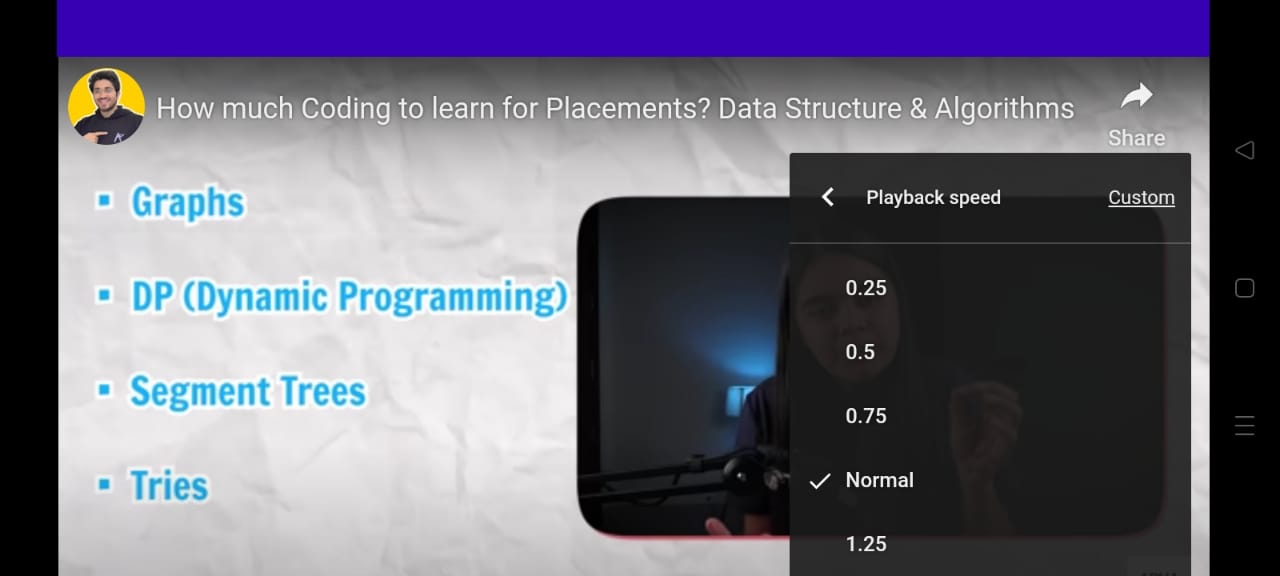 How much Coding to learn for Placements? Data Structure & Algorithms
Share
Graphs
DP (Dynamic Programming)
Segment Trees
Tries
Playback speed
Custom
0.25
0.5
0.75
Normal
1.25